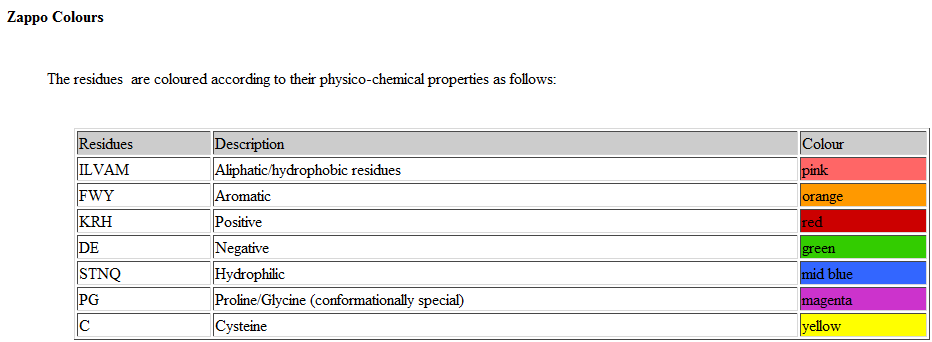 Zappo Colours
The residues are coloured according to their physico-chemical properties as follows:
Residues Description Colour
ILVAM Aliphatic/hydrophobic residues pink
FWY Aromatic orange
KRH Positive red
DE Negative green
STNQ Hydrophilic mid blue
PG Proline/Glycine (conformationally special) magenta
C Cysteine yellow